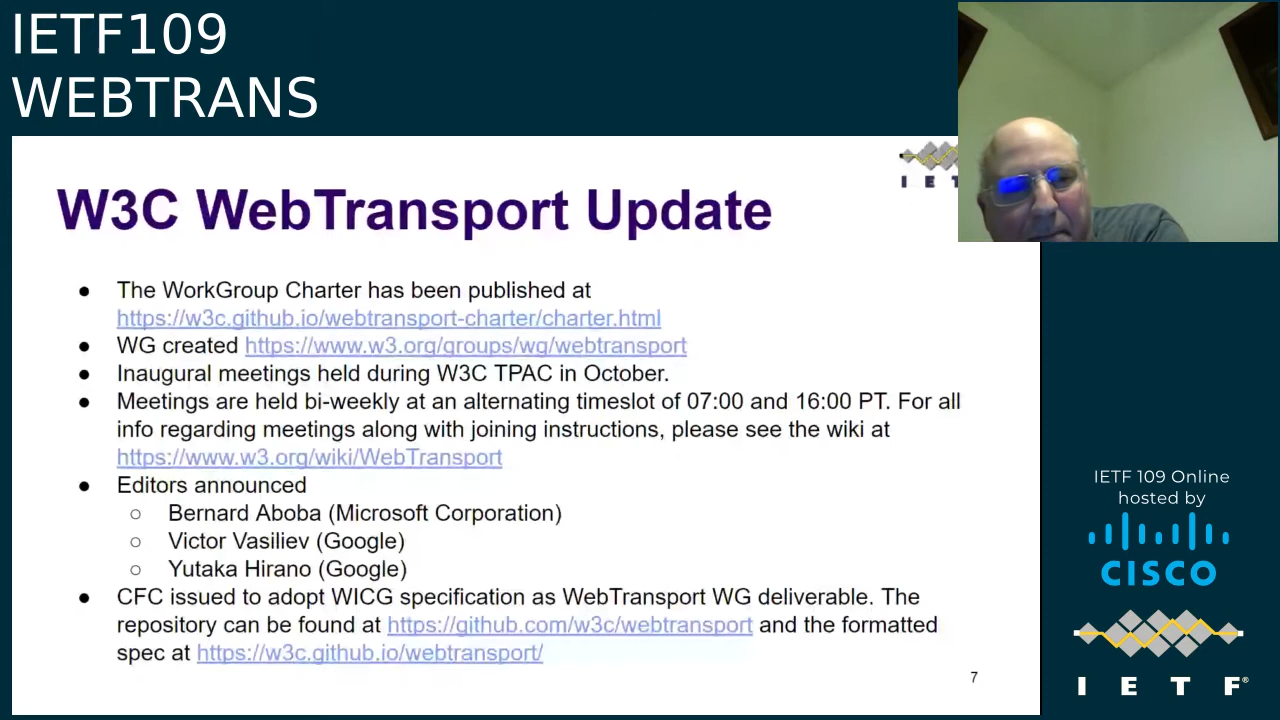 IETF109
WEBTRANS
I E T
W3C WebTransport Update
● The WorkGroup Charter has been published at
https://w3c.github.io/webtransport-charter/charter.html
● WG created https://www.w3.org/groups/wg/webtransport
● Inaugural meetings held during W3C TPAC in October.
● Meetings are held bi-weekly at an alternating timeslot of 07:00 and 16:00 PT. For all
info regarding meetings along with joining instructions, please see the wiki at
https://www.w3.org/wiki/WebTransport
● Editors announced
○ Bernard Aboba (Microsoft Corporation)
○ Victor Vasiliev (Google)
○ Yutaka Hirano (Google)
● CFC issued to adopt WICG specification as WebTransport WG deliverable. The
repository can be found at https://github.com/w3c/webtransport and the formatted
spec at https://w3c.github.io/webtransport/
7
IETF 109 Online
hosted by
CISCO
I E T F®